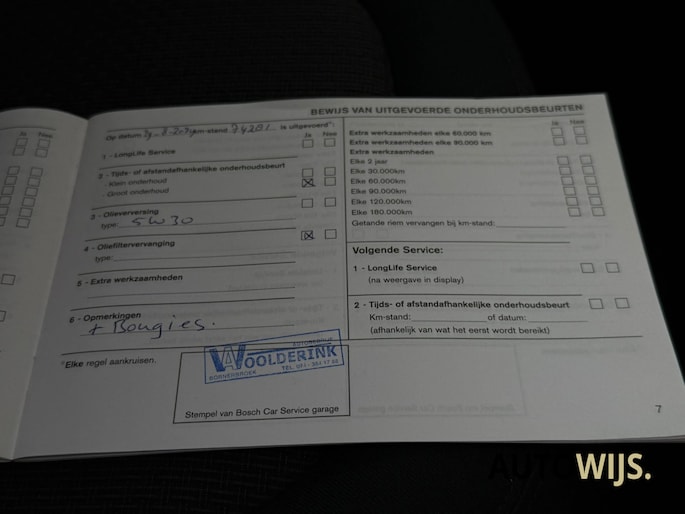 BEWIJS VAN UITGEVOERDE ONDERHOUDSBEURTEN
Op datum km-stand is uitgevoerd*:
Ja Nee
1 - LongLife Service
2 - Tijds- of afstandafhankelijke onderhoudsbeurt
- Klein onderhoud
- Groot onderhoud
3 - Olieverversing
type: 5W30
4 - Oliefiltervervanging
type:
5 - Extra werkzaamheden
6 - Opmerkingen
+ Bougies.
*Elke regel aankruisen.
AUTOBEDRIJF
WOOLDERINK
BORNERBROEK
Stempel van Bosch Car Service garage
Ja Nee
Extra werkzaamheden elke 60.000 km
Extra werkzaamheden elke 90.000 km
Extra werkzaamheden
Elke 2 jaar
Elke 30.000km
Elke 60.000km
Elke 90.000km
Elke 120.000km
Elke 180.000km
Getande riem vervangen bij km-stand:
Volgende Service:
1 - LongLife Service
(na weergave in display)
2 - Tijds- of afstandafhankelijke onderhoudsbeurt
Km-stand: of datum:
(afhankelijk van wat het eerst wordt bereikt)
7
AUTOWIJS.